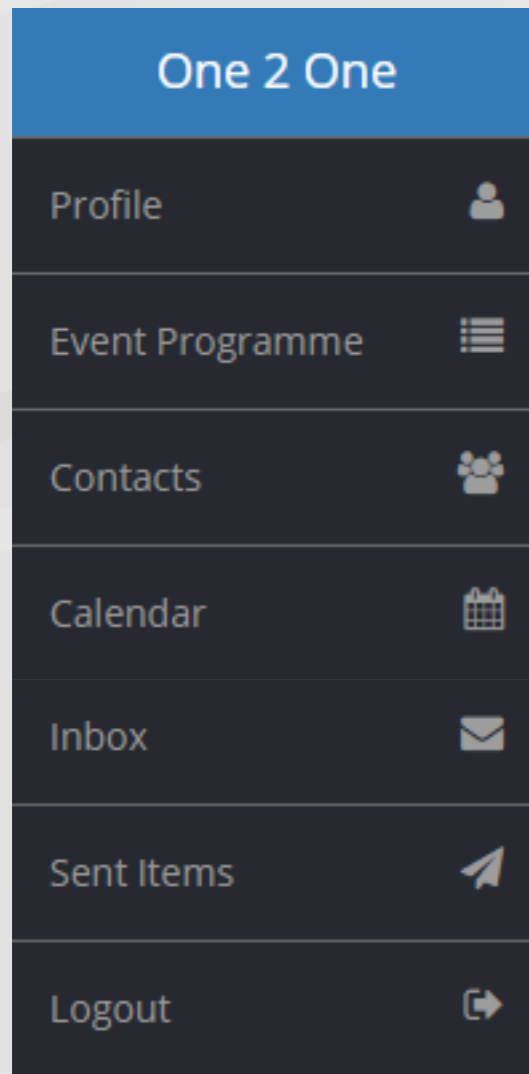 One 2 One
Profile
Event Programme
Contacts
Calendar
Inbox
Sent Items
Logout